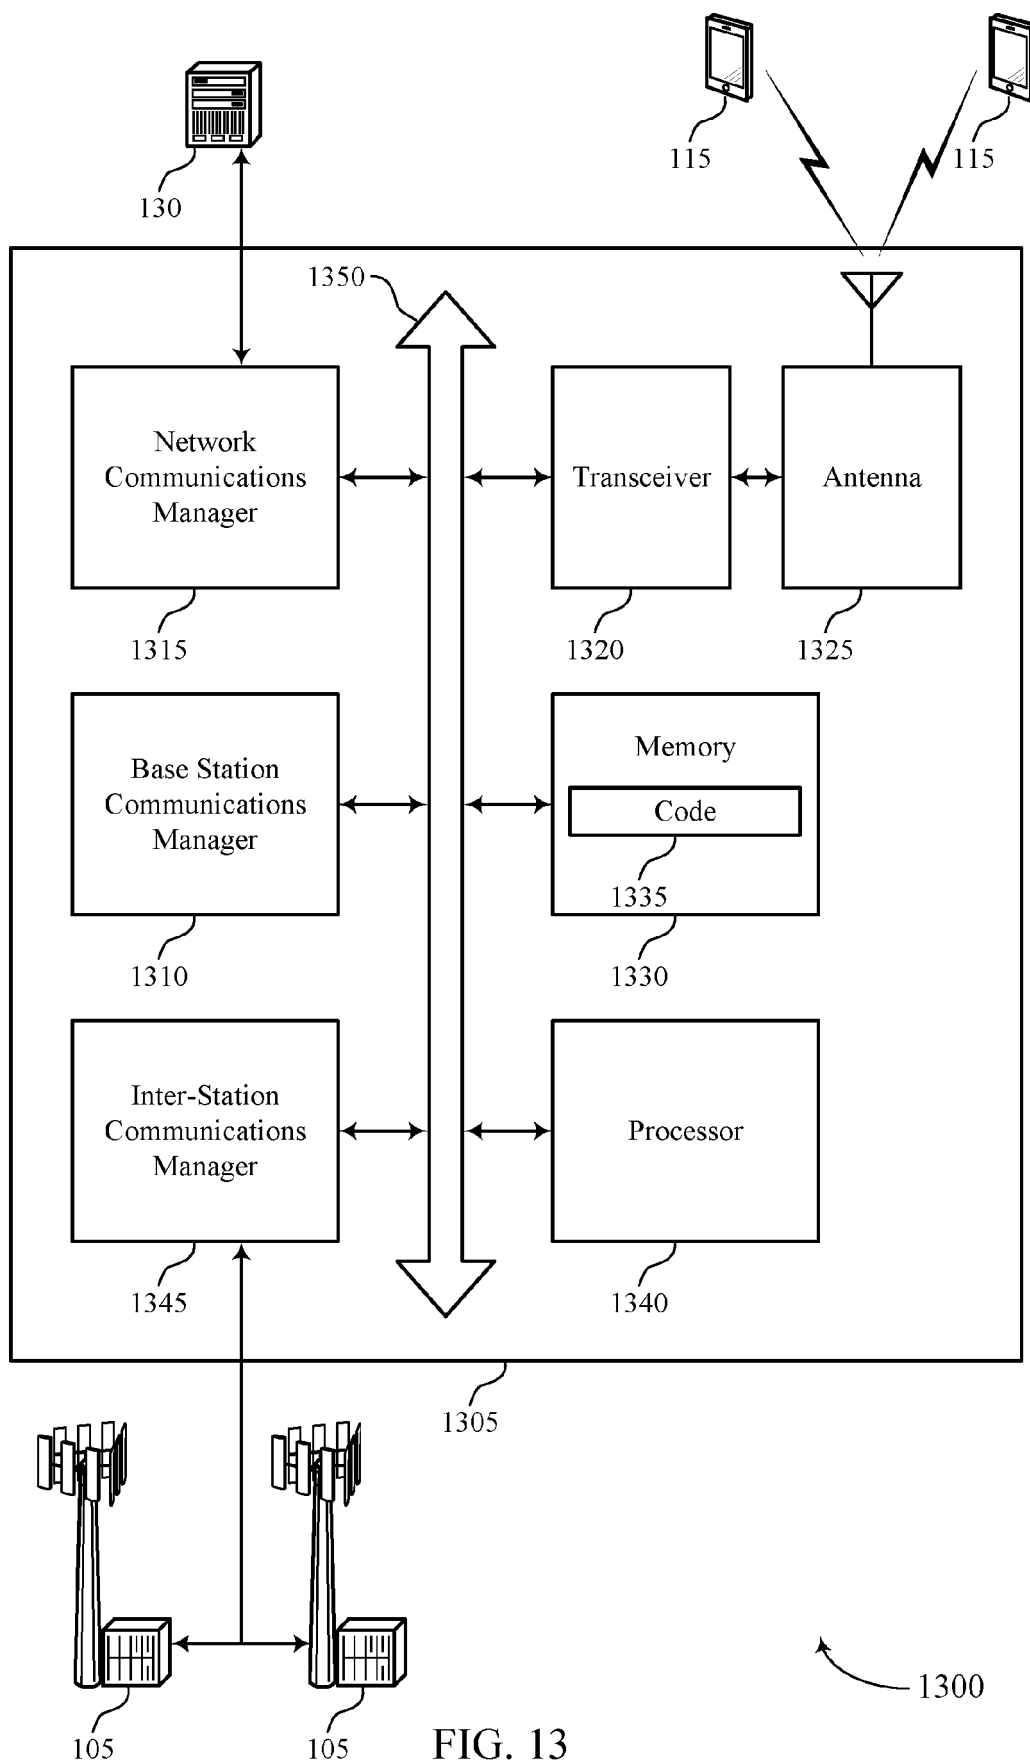 130
115
115
1350
Network
Communications
Manager
Transceiver
Antenna
1315
1320
1325
Base Station
Communications
Manager
Memory
Code
1335
1310
1330
Inter-Station
Communications
Manager
Processor
1345
1340
1305
1300
105
105
FIG. 13